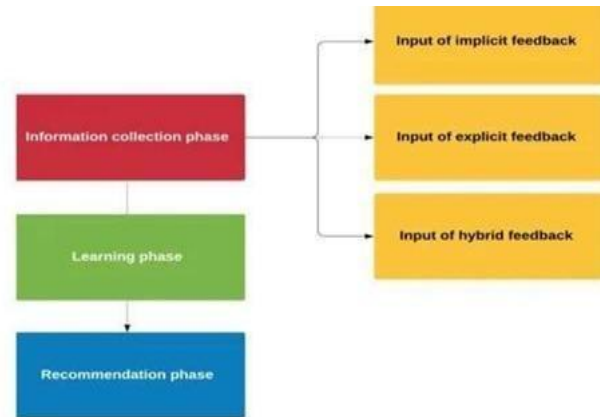 Input of implicit feedback
Information collection phase
Input of explicit feedback
Input of hybrid feedback
Learning phase
Recommendation phase